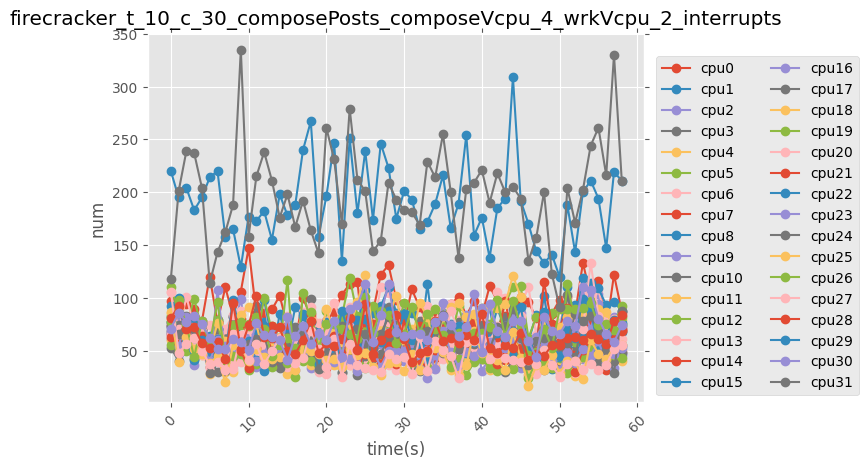 firecracker_t_10_c_30_composePosts_composeVcpu_4_wrkVcpu_2_interrupts
num
350
300
250
200
150
100
50
0
10
20
30
40
50
60
time(s)
cpu0
cpu1
cpu2
cpu3
cpu4
cpu5
cpu6
cpu7
cpu8
cpu9
cpu10
cpu11
cpu12
cpu13
cpu14
cpu15
cpu16
cpu17
cpu18
cpu19
cpu20
cpu21
cpu22
cpu23
cpu24
cpu25
cpu26
cpu27
cpu28
cpu29
cpu30
cpu31